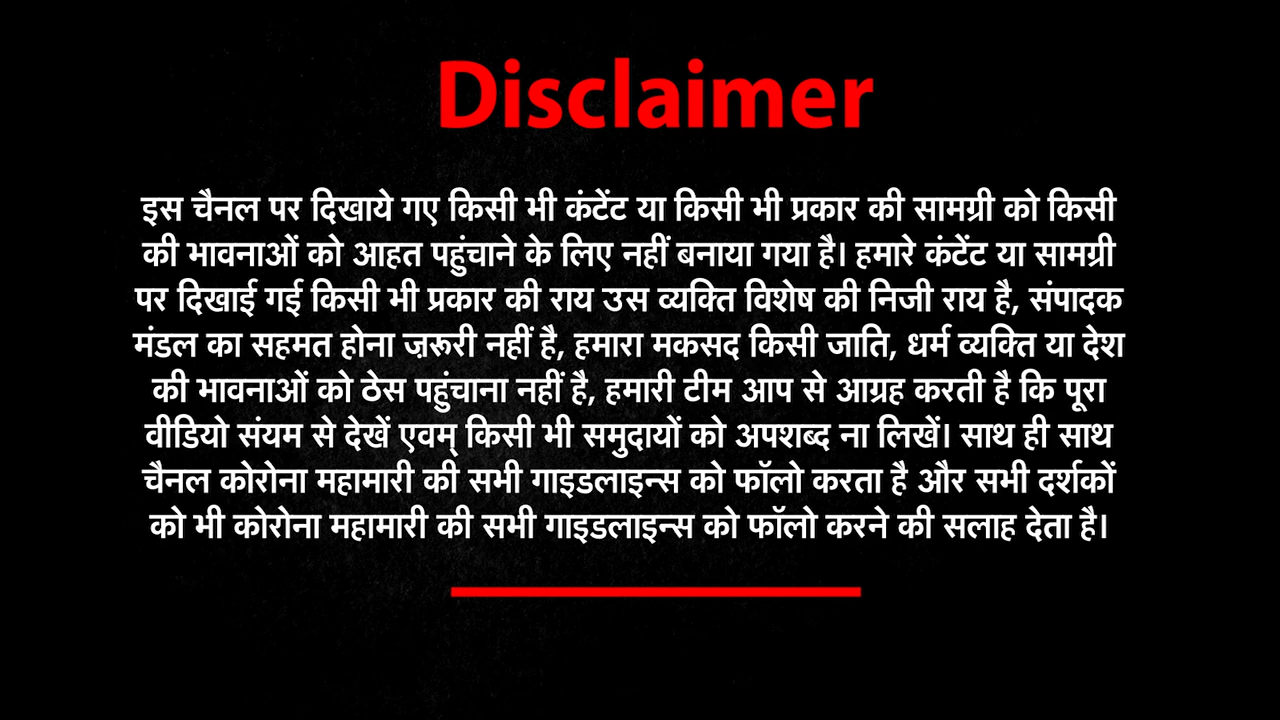 Disclaimer
इस चैनल पर दिखाये गए किसी भी कंटेंट या किसी भी प्रकार की सामग्री को किसी
की भावनाओं को आहत पहुंचाने के लिए नहीं बनाया गया है। हमारे कंटेंट या सामग्री
पर दिखाई गई किसी भी प्रकार की राय उस व्यक्ति विशेष की निजी राय है, संपादक
मंडल का सहमत होना ज़रूरी नहीं है, हमारा मकसद किसी जाति, धर्म व्यक्ति या देश
की भावनाओं को ठेस पहुंचाना नहीं है, हमारी टीम आप से आग्रह करती है कि पूरा
वीडियो संयम से देखें एवम् किसी भी समुदायों को अपशब्द ना लिखें। साथ ही साथ
चैनल कोरोना महामारी की सभी गाइडलाइन्स को फॉलो करता है और सभी दर्शकों
को भी कोरोना महामारी की सभी गाइडलाइन्स को फॉलो करने की सलाह देता है।